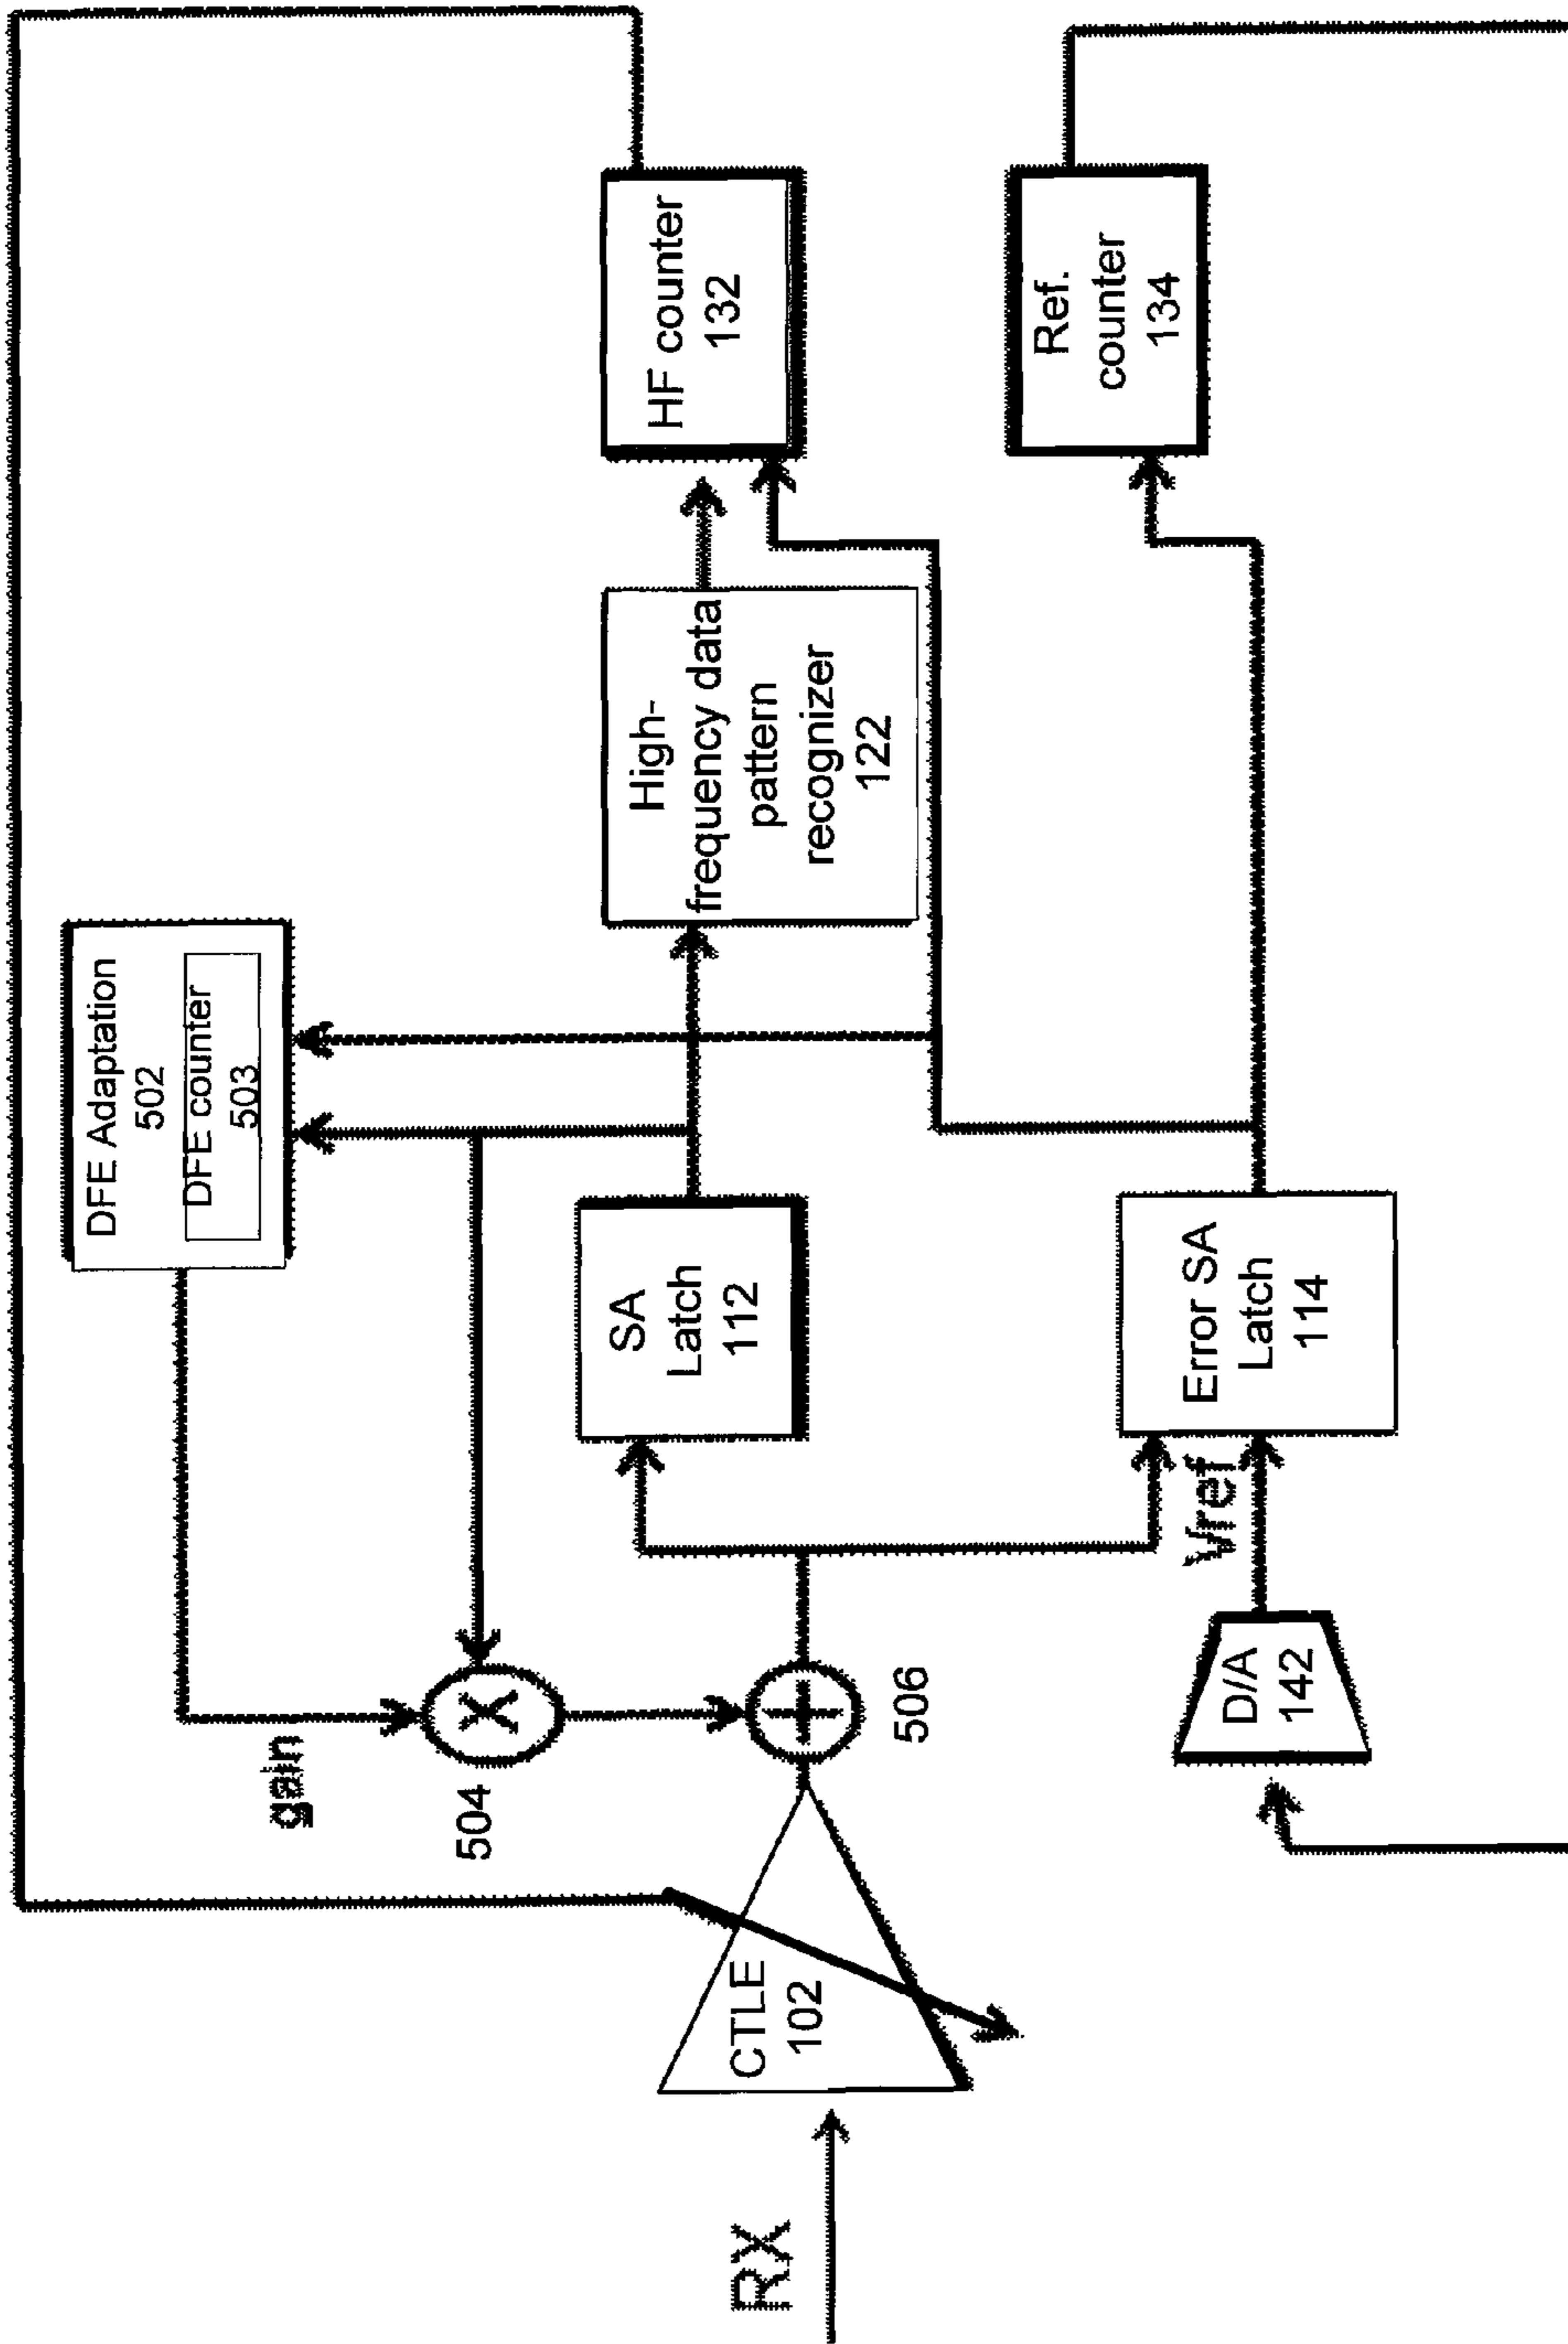 DFE Adaptation
502
DFE counter
503
gain
504
RX
CTLE
102
506
SA
Latch
112
High-
frequency data
pattern
recognizer
122
HF counter
132
D/A
142
Vref
Error SA
Latch
114
Ref.
counter
134